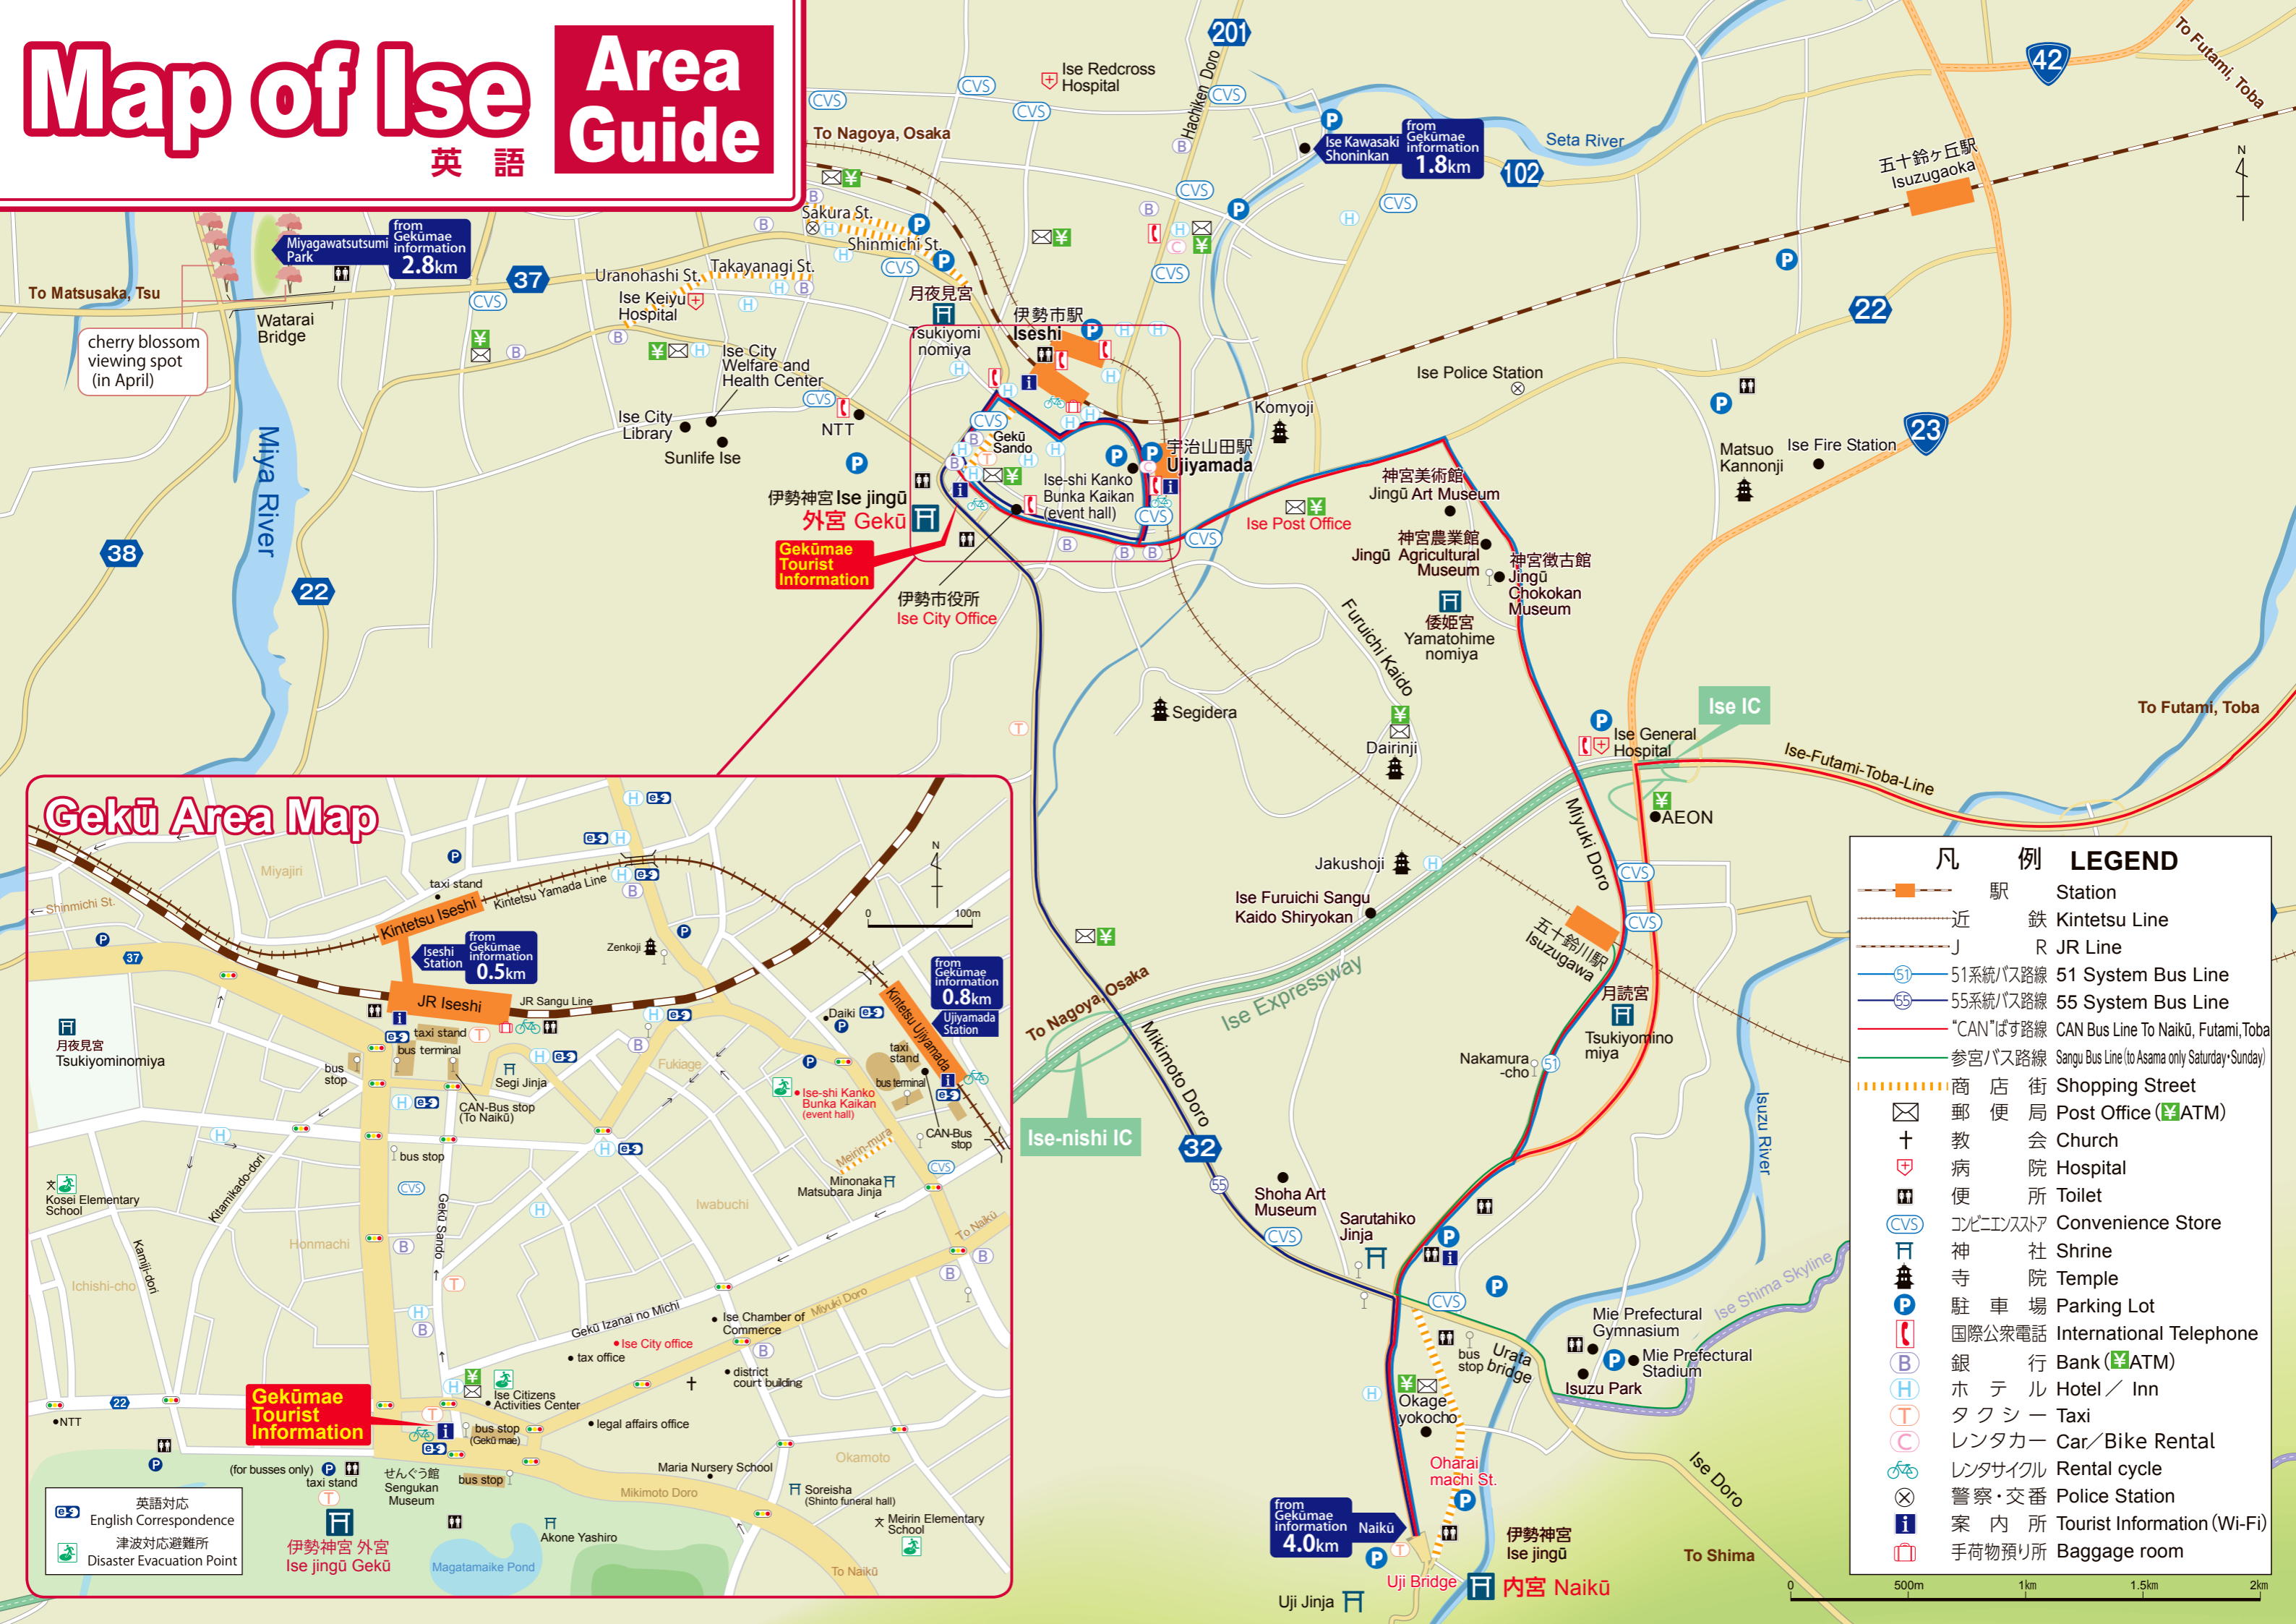 Map of Ise
英語
Area
Guide
201
Hachiken Doro
Ise Redcross
Hospital
CVS
CVS
CVS
CVS
To Nagoya, Osaka
B
Ise Kawasaki
Shoninkan
from
Gekūmae
information
1.8km
102
Seta River
42
To Futami, Toba
五十鈴ヶ丘駅
Isuzugaoka
N
Miyagawatsutsumi
Park
from
Gekūmae
information
2.8km
To Matsusaka, Tsu
37
Watarai
Bridge
cherry blossom
viewing spot
(in April)
Sakura St.
Shinmichi St.
Takayanagi St.
Uranohashi St.
Ise Keiyu
Hospital
月夜見宮
Tsukiyomi
nomiya
伊勢市駅
Iseshi
22
Ise Police Station
Komyoji
宇治山田駅
Ujiyamada
23
Ise Fire Station
Matsuo
Kannonji
Ise City
Welfare and
Health Center
Ise City
Library
Sunlife Ise
NTT
Gekū
Sando
Ise-shi Kanko
Bunka Kaikan
(event hall)
伊勢神宮 Ise jingū
外宮 Gekū
Gekūmae
Tourist
Information
伊勢市役所
Ise City Office
Ise Post Office
神宮美術館
Jingū Art Museum
神宮農業館
Jingū Agricultural
Museum
神宮徴古館
Jingū
Chokokan
Museum
倭姫宮
Yamatohime
nomiya
38
22
Miya River
Furuichi Kaido
Segidera
Dairinji
Ise IC
Ise General
Hospital
To Futami, Toba
Ise-Futami-Toba-Line
AEON
Miyuki Doro
Jakushoji
Ise Furuichi Sangu
Kaido Shiryokan
五十鈴川駅
Isuzugawa
月読宮
Tsukiyomino
miya
To Nagoya, Osaka
Ise Expressway
Nakamura
-cho
51
Mikimoto Doro
Ise-nishi IC
32
55
Isuzu River
Shoha Art
Museum
Sarutahiko
Jinja
Ise Shima Skyline
Mie Prefectural
Gymnasium
Mie Prefectural
Stadium
Isuzu Park
bus
stop
Urata
bridge
Okage
yokocho
Oharai
machi St.
Ise Doro
from
Gekūmae
information
4.0km
Naikū
To Shima
伊勢神宮
Ise jingū
内宮 Naikū
Uji Bridge
Uji Jinja
Gekū Area Map
Miyajiri
Shinmichi St.
taxi stand
Kintetsu Iseshi
Kintetsu Yamada Line
N
0 100m
Zenkoji
37
Iseshi
Station
from
Gekūmae
information
0.5km
JR Iseshi
JR Sangu Line
from
Gekūmae
information
0.8km
Ujiyamada
Station
Kintetsu Ujiyamada
Daiki
月夜見宮
Tsukiyominomiya
taxi stand
bus terminal
bus
stop
Segi Jinja
CAN-Bus stop
(To Naikū)
Fukiage
taxi
stand
bus terminal
Ise-shi Kanko
Bunka Kaikan
(event hall)
CAN-Bus
stop
Meirin-mura
bus stop
CVS
CVS
Minonaka
Matsubara Jinja
Kosei Elementary
School
Kitamikado-dori
Gekū Sando
Iwabuchi
To Naikū
Honmachi
Kamiji-dori
Ichishi-cho
Gekū Izanai no Michi
Ise Chamber of
Commerce
Miyuki Doro
Ise City office
tax office
district
court building
Gekūmae
Tourist
Information
22
NTT
Ise Citizens
Activities Center
legal affairs office
bus stop
(Gekū mae)
bus stop
Maria Nursery School
Okamoto
(for busses only)
taxi stand
せんぐう館
Sengukan
Museum
Mikimoto Doro
Soreisha
(Shinto funeral hall)
Meirin Elementary
School
Akone Yashiro
Magatamaike Pond
To Naikū
伊勢神宮 外宮
Ise jingū Gekū
英語対応
English Correspondence
津波対応避難所
Disaster Evacuation Point
凡例 LEGEND
駅 Station
近鉄 Kintetsu Line
JR JR Line
51 51系統バス路線 51 System Bus Line
55 55系統バス路線 55 System Bus Line
“CAN”ばす路線 CAN Bus Line To Naikū, Futami,Toba
参宮バス路線 Sangu Bus Line (to Asama only Saturday・Sunday)
商店街 Shopping Street
郵便局 Post Office (¥ATM)
教会 Church
病院 Hospital
便所 Toilet
CVS コンビニエンスストア Convenience Store
神社 Shrine
寺院 Temple
P 駐車場 Parking Lot
国際公衆電話 International Telephone
B 銀行 Bank (¥ATM)
H ホテル Hotel／Inn
T タクシー Taxi
C レンタカー Car／Bike Rental
レンタサイクル Rental cycle
警察・交番 Police Station
i 案内所 Tourist Information (Wi-Fi)
手荷物預り所 Baggage room
0 500m 1km 1.5km 2km